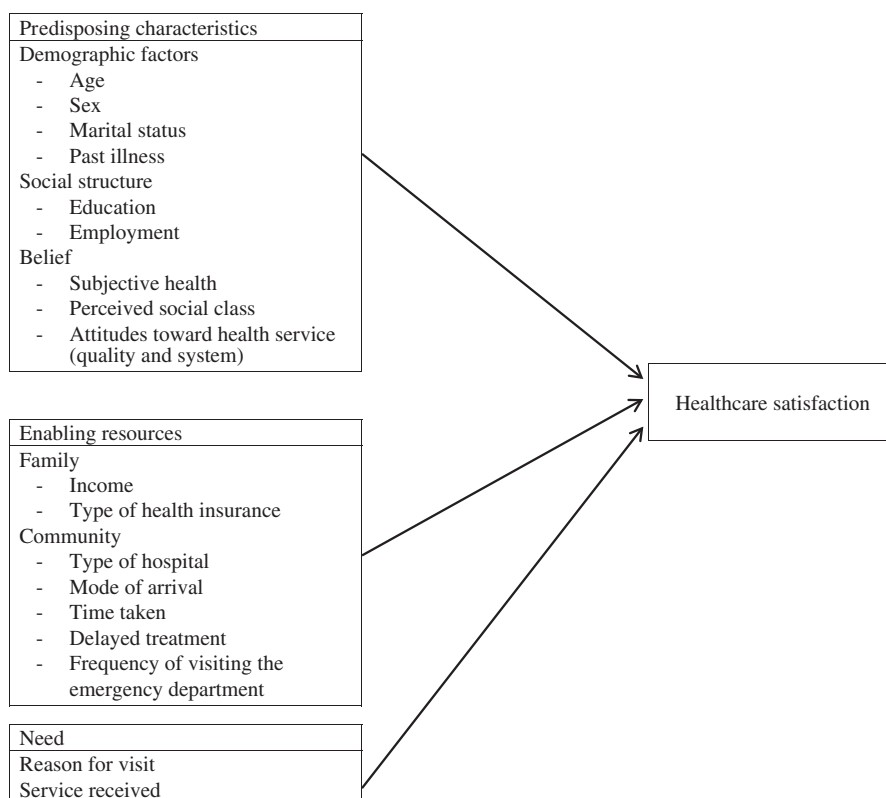 Predisposing characteristics
Demographic factors
- Age
- Sex
- Marital status
- Past illness
Social structure
- Education
- Employment
Belief
- Subjective health
- Perceived social class
- Attitudes toward health service
(quality and system)
Healthcare satisfaction
Enabling resources
Family
- Income
- Type of health insurance
Community
- Type of hospital
- Mode of arrival
- Time taken
- Delayed treatment
- Frequency of visiting the
emergency department
Need
Reason for visit
Service received